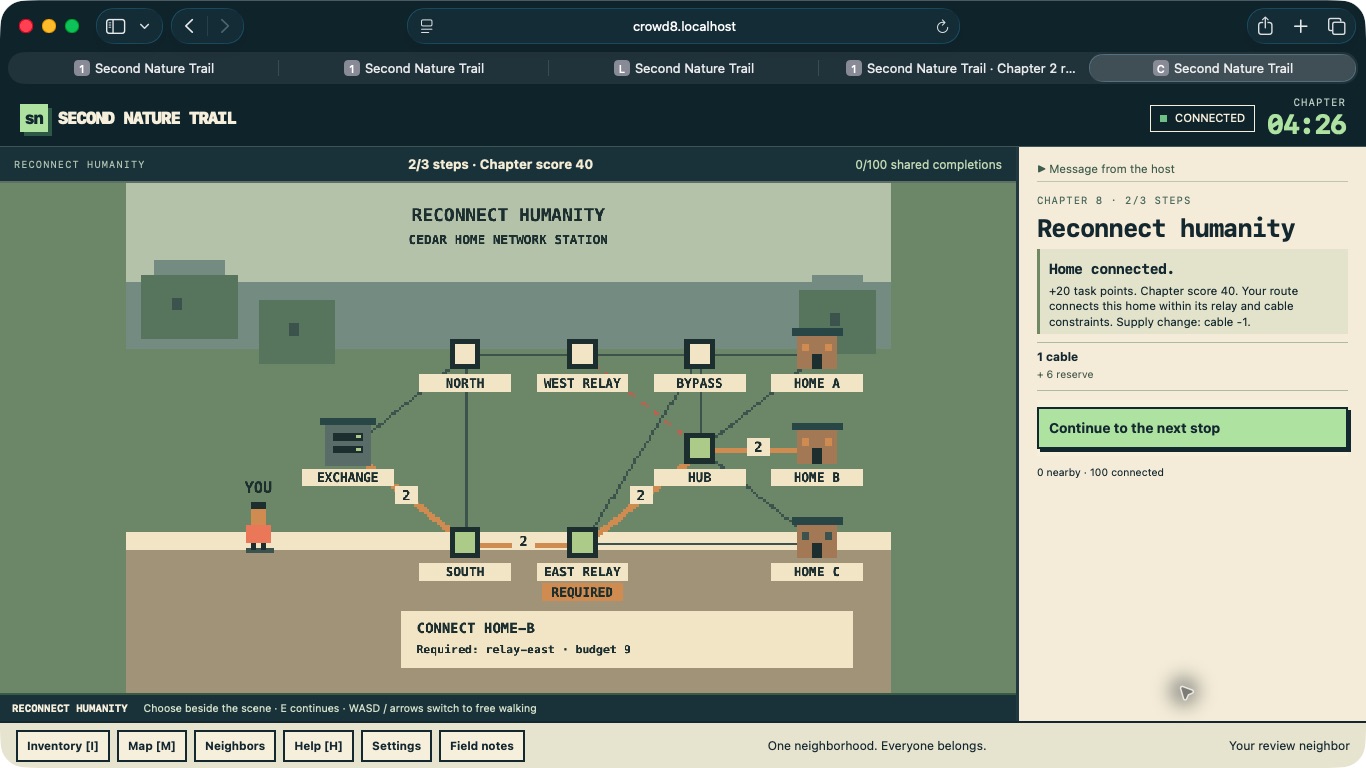 crowd8.localhost
1 Second Nature Trail
1 Second Nature Trail
L Second Nature Trail
1 Second Nature Trail · Chapter 2 r...
C Second Nature Trail
sn SECOND NATURE TRAIL
CONNECTED
CHAPTER
04:26
RECONNECT HUMANITY
2/3 steps · Chapter score 40
0/100 shared completions
RECONNECT HUMANITY
CEDAR HOME NETWORK STATION
NORTH
WEST RELAY
BYPASS
HOME A
2
EXCHANGE
HUB
HOME B
YOU
2
2
2
SOUTH
EAST RELAY
HOME C
REQUIRED
CONNECT HOME-B
Required: relay-east · budget 9
RECONNECT HUMANITY
Choose beside the scene · E continues · WASD / arrows switch to free walking
Message from the host
CHAPTER 8 · 2/3 STEPS
Reconnect humanity
Home connected.
+20 task points. Chapter score 40. Your route
connects this home within its relay and cable
constraints. Supply change: cable -1.
1 cable
+ 6 reserve
Continue to the next stop
0 nearby · 100 connected
Inventory [I]
Map [M]
Neighbors
Help [H]
Settings
Field notes
One neighborhood. Everyone belongs.
Your review neighbor